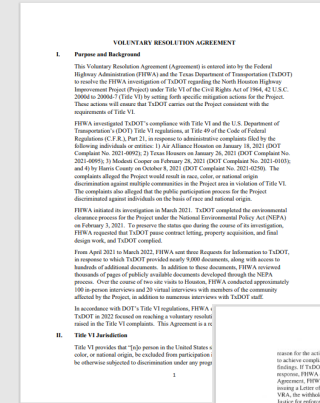 VOLUNTARY RESOLUTION AGREEMENT
I. Purpose and Background
This Voluntary Resolution Agreement (Agreement) is entered into by the Federal
Highway Administration (FHWA) and the Texas Department of Transportation (TxDOT)
to resolve the FHWA investigation of TxDOT regarding the North Houston Highway
Improvement Project (Project) under Title VI of the Civil Rights Act of 1964, 42 U.S.C.
2000d to 2000d-7 (Title VI) by setting forth specific mitigation actions for the Project.
These actions will ensure that TxDOT carries out the Project consistent with the
requirements of Title VI.
FHWA investigated TxDOT's compliance with Title VI and the U.S. Department of
Transportation's (DOT) Title VI regulations, at Title 49 of the Code of Federal
Regulations (C.F.R.), Part 21, in response to administrative complaints filed by the
following individuals or entities: 1) Air Alliance Houston on January 18, 2021 (DOT
Complaint No. 2021-0092); 2) Texas Housers on January 26, 2021 (DOT Complaint No.
2021-0095); 3) Modesti Cooper on February 28, 2021 (DOT Complaint No. 2021-0103);
and 4) by Harris County on October 8, 2021 (DOT Complaint No. 2021-0250). The
complaints alleged the Project would result in race, color, or national origin
discrimination against multiple communities in the Project area in violation of Title VI.
The complaints also alleged that the public participation process for the Project
discriminated against individuals on the basis of race and national origin.
FHWA initiated its investigation in March 2021. TxDOT completed the environmental
clearance process for the Project under the National Environmental Policy Act (NEPA)
on February 3, 2021. To preserve the status quo during the course of its investigation,
FHWA requested that TxDOT pause contract letting, property acquisition, and final
design work, and TxDOT complied.
From April 2021 to March 2022, FHWA sent three Requests for Information to TxDOT,
in response to which TxDOT provided nearly 9,000 documents, along with access to
hundreds of additional documents. In addition to these documents, FHWA reviewed
thousands of pages of publicly available documents developed through the NEPA
process. Over the course of two site visits to Houston, FHWA conducted approximately
100 in-person interviews and 20 virtual interviews with members of the community
affected by the Project, in addition to numerous interviews with TxDOT staff.
In accordance with DOT's Title VI regulations, FHWA
TxDOT in 2022 focused on reaching a voluntary resolut
raised in the Title VI complaints. This Agreement is a re
II. Title VI Jurisdiction
Title VI provides that "[n]o person in the United States s
color, or national origin, be excluded from participation i
be otherwise subjected to discrimination under any prog
1
reason for the acti
to achieve complia
findings. If TxDO
response, FHWA
Agreement, FHW
issuing a Letter of
VRA, the withhol